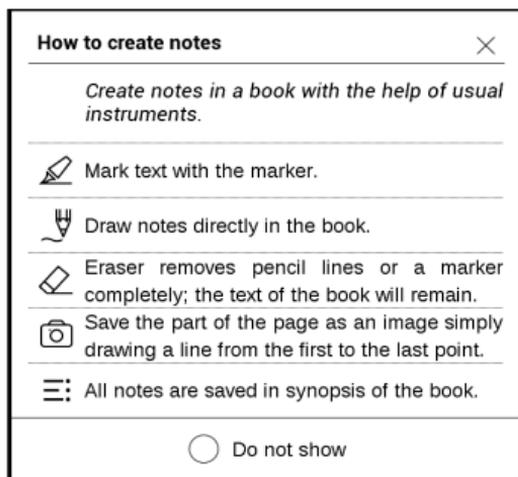 How to create notes
Create notes in a book with the help of usual
instruments.
Mark text with the marker.
Draw notes directly in the book.
Eraser removes pencil lines or a marker
completely; the text of the book will remain.
Save the part of the page as an image simply
drawing a line from the first to the last point.
All notes are saved in synopsis of the book.
Do not show